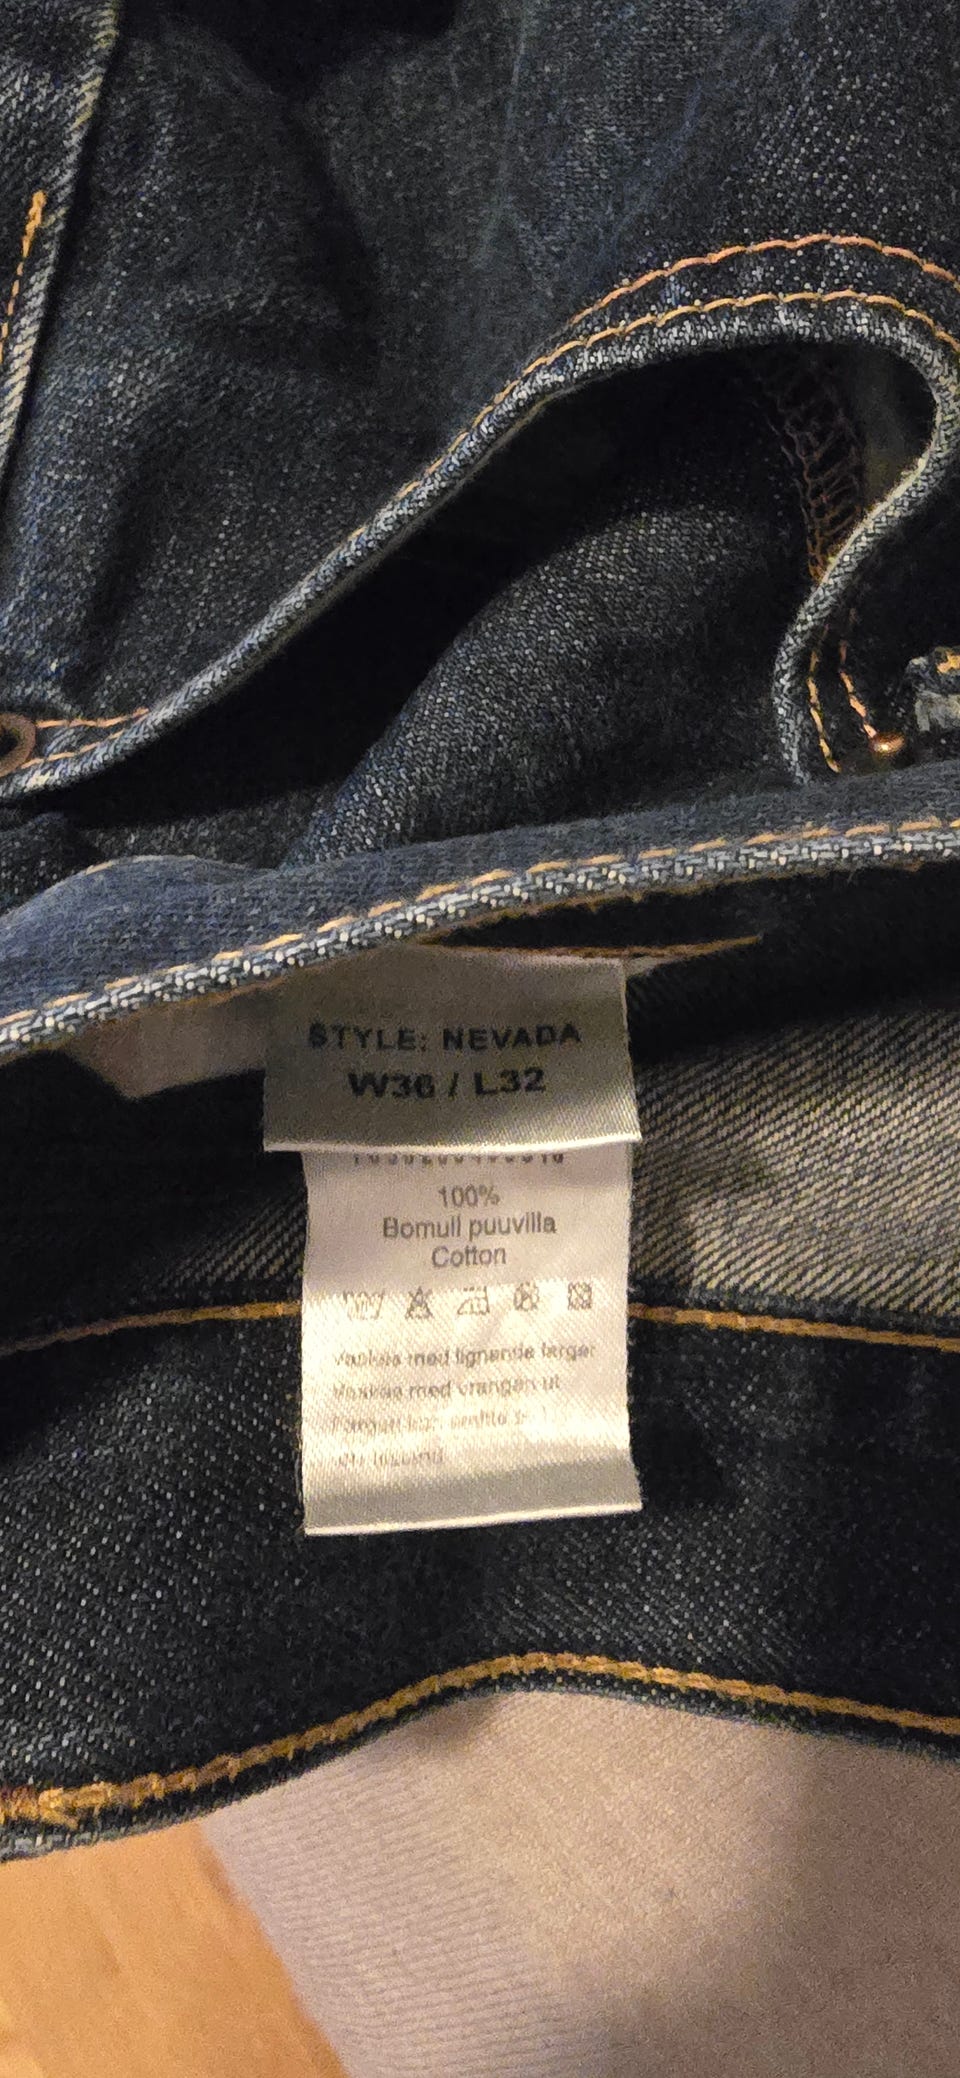 STYLE: NEVADA
W36 / L32
100%
Bomull puuvilla
Cotton
Vaskes med lignende farger
Vaskes med vrangen ut